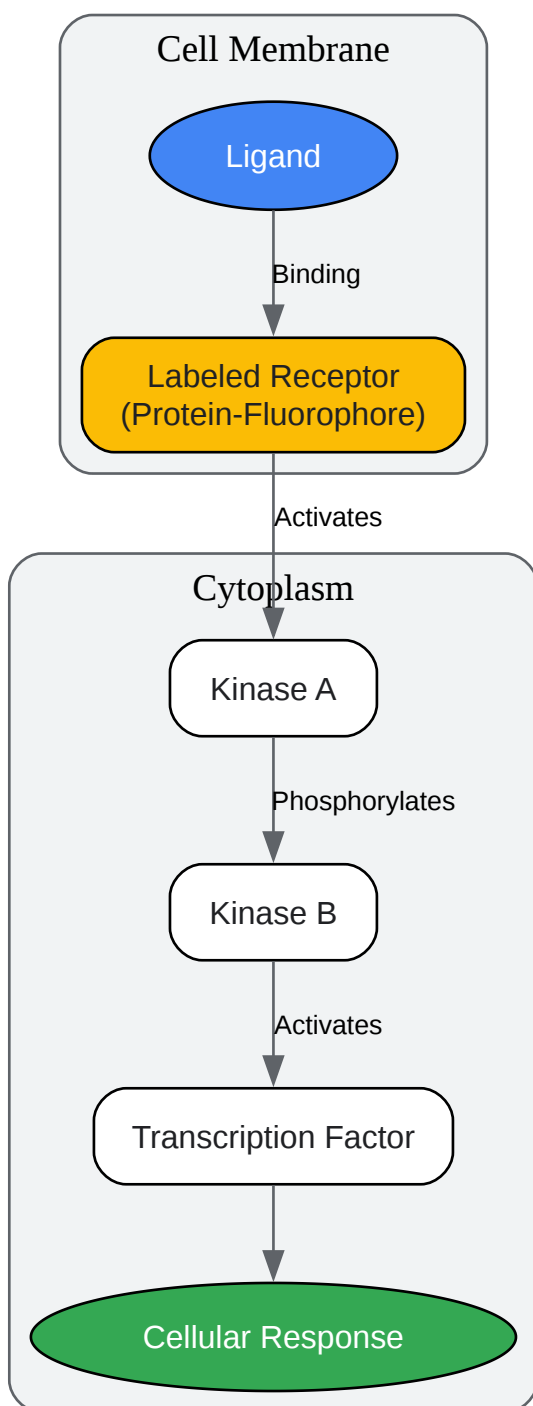 Cell Membrane
Ligand
Binding
Labeled Receptor
(Protein-Fluorophore)
Activates
Cytoplasm
Kinase A
Phosphorylates
Kinase B
Activates
Transcription Factor
Cellular Response